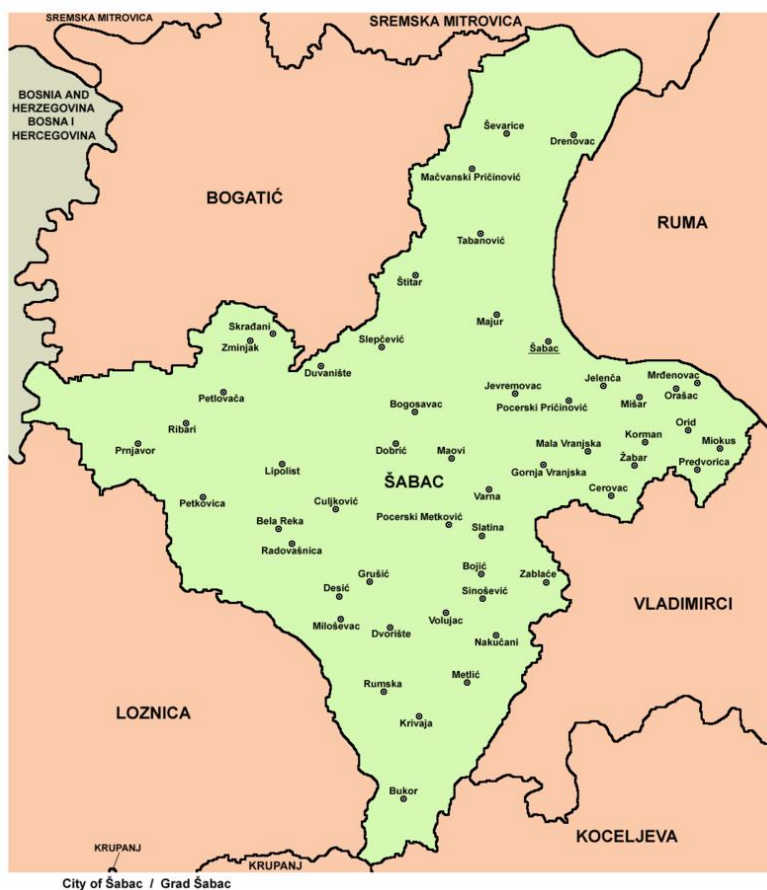 SREMSKA MITROVICA
SREMSKA MITROVICA
BOSNIA AND
HERZEGOVINA
BOSNA I
HERCEGOVINA
Ševarice
Drenovac
Mačvanski Pričinović
BOGATIĆ
RUMA
Tabanović
Štitar
Majur
Skrađani
Zminjak
Slepčević
Šabac
Duvanište
Mrđenovac
Jelenča
Petlovača
Jevremovac
Orašac
Pocerski Pričinović
Mišar
Bogosavac
Ribari
Orid
Prnjavor
Dobrić
Maovi
Mala Vranjska
Korman
Miokus
Lipolist
ŠABAC
Gornja Vranjska
Žabar
Predvorica
Petkovica
Culjković
Varna
Cerovac
Bela Reka
Pocerski Metković
Slatina
Radovašnica
Grušić
Bojić
Zablaće
Desić
Sinošević
VLADIMIRCI
Miloševac
Dvorište
Volujac
Nakučani
Rumska
Metlić
LOZNICA
Krivaja
Bukor
KOCELJEVA
KRUPANJ
KRUPANJ
City of Šabac / Grad Šabac